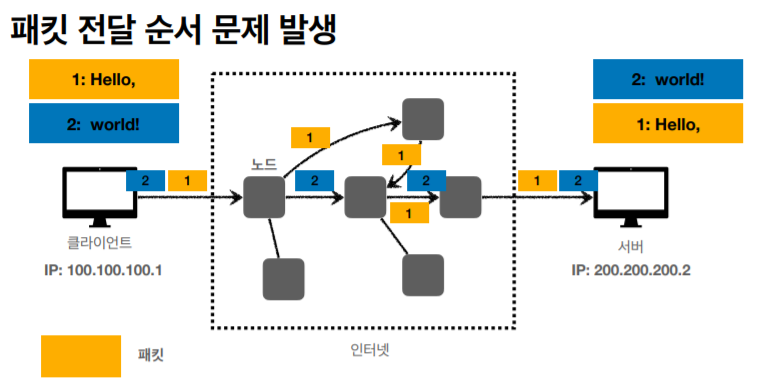 패킷 전달 순서 문제 발생
1: Hello,
2: world!
2: world!
1: Hello,
1
노드
1
2 1
2
2
1
1 2
클라이언트
IP: 100.100.100.1
서버
IP: 200.200.200.2
인터넷
패킷